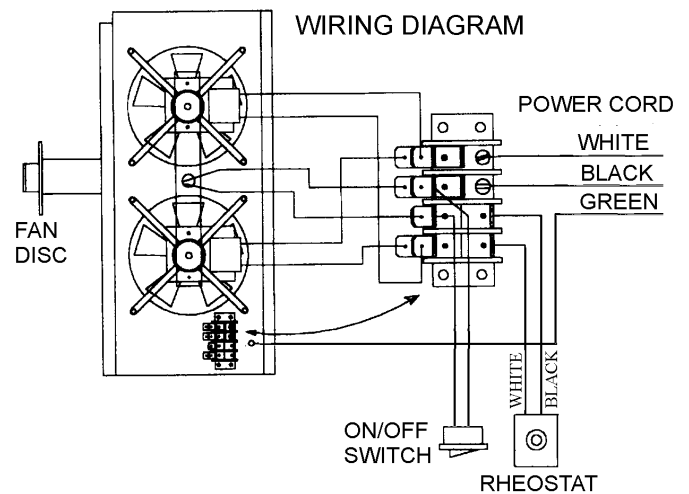 WIRING DIAGRAM
POWER CORD
WHITE
BLACK
GREEN
FAN
DISC
WHITE
BLACK
ON/OFF
SWITCH
RHEOSTAT